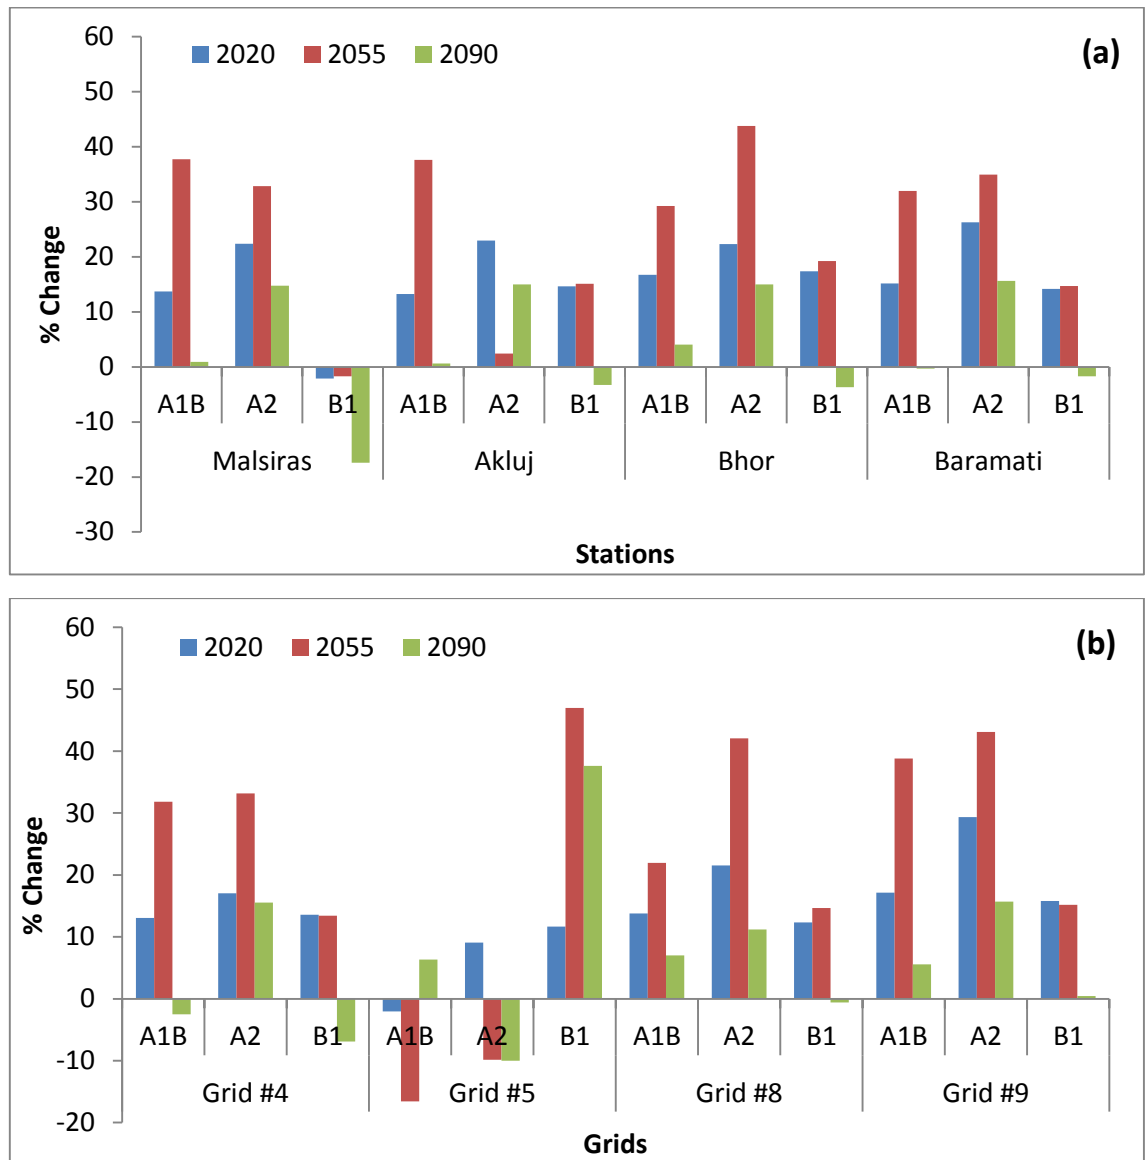 (a)
2020 2055 2090
60
50
40
30
20
10
0
-10
-20
-30
% Change
A1B A2 B1 A1B A2 B1 A1B A2 B1 A1B A2 B1
Malsiras Akluj Bhor Baramati
Stations
(b)
2020 2055 2090
60
50
40
30
20
10
0
-10
-20
% Change
A1B A2 B1 A1B A2 B1 A1B A2 B1 A1B A2 B1
Grid #4 Grid #5 Grid #8 Grid #9
Grids